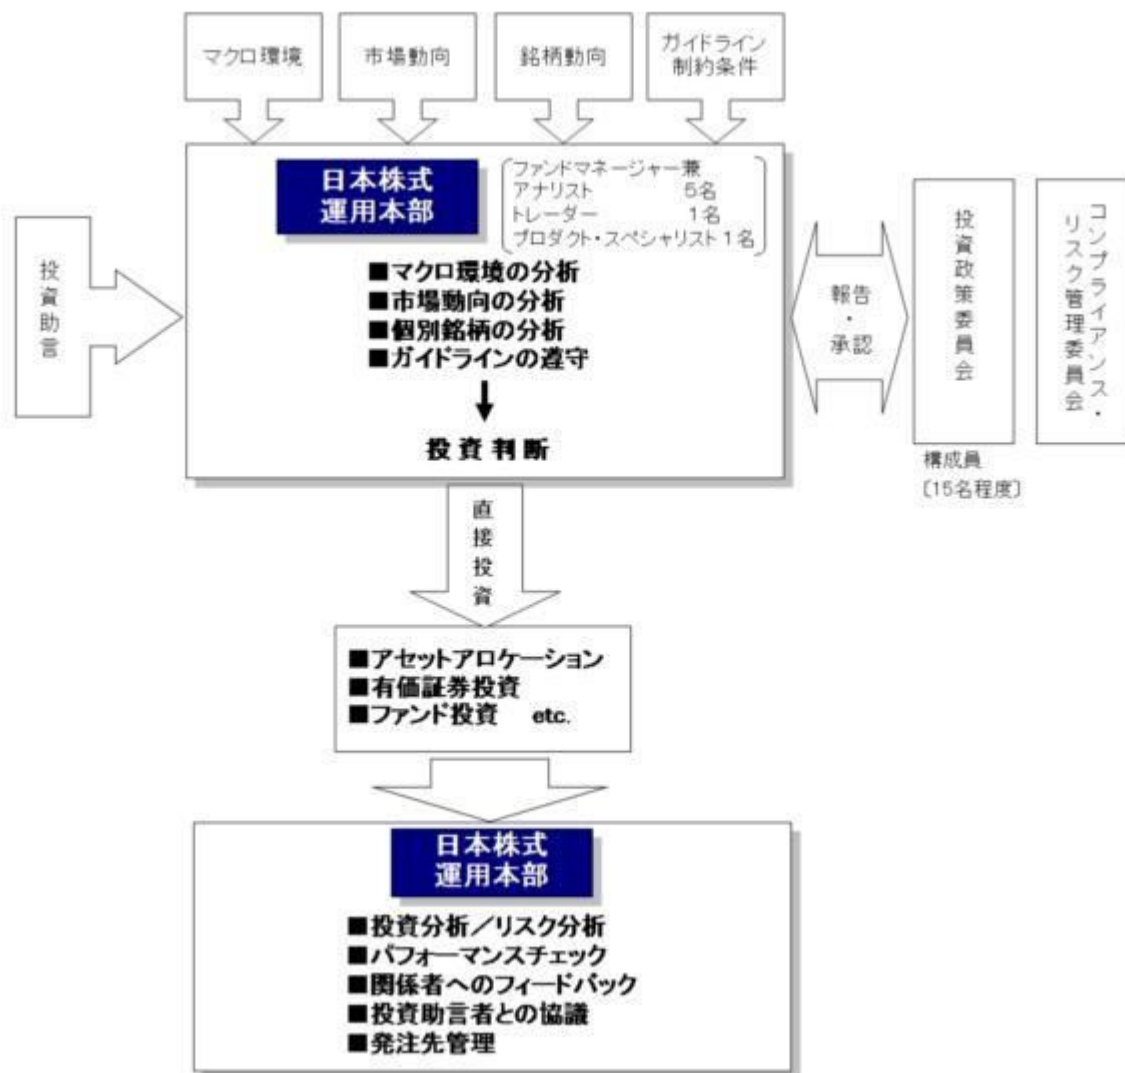 マクロ環境
市場動向
銘柄動向
ガイドライン
制約条件
日本株式
運用本部
ファンドマネージャー兼
アナリスト 5名
トレーダー 1名
プロダクト・スペシャリスト 1名
■マクロ環境の分析
■市場動向の分析
■個別銘柄の分析
■ガイドラインの遵守
投資判断
投資助言
報告
・
承認
投資政策委員会
コンプライアンス・
リスク管理委員会
構成員
〔15名程度〕
直接投資
■アセットアロケーション
■有価証券投資
■ファンド投資 etc.
日本株式
運用本部
■投資分析／リスク分析
■パフォーマンスチェック
■関係者へのフィードバック
■投資助言者との協議
■発注先管理